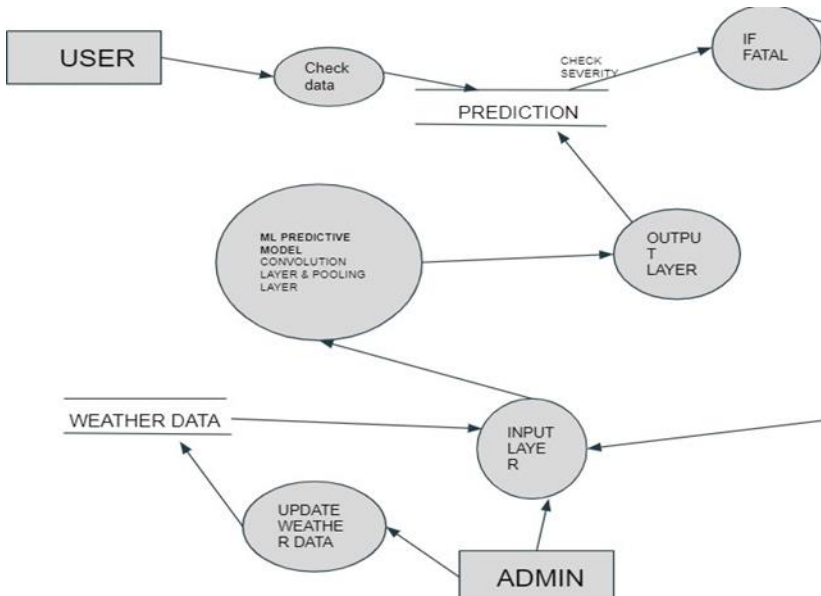 USER
Check
data
CHECK
SEVERITY
IF
FATAL
PREDICTION
ML PREDICTIVE
MODEL
CONVOLUTION
LAYER & POOLING
LAYER
OUTPU
T
LAYER
WEATHER DATA
INPUT
LAYE
R
UPDATE
WEATHE
R DATA
ADMIN